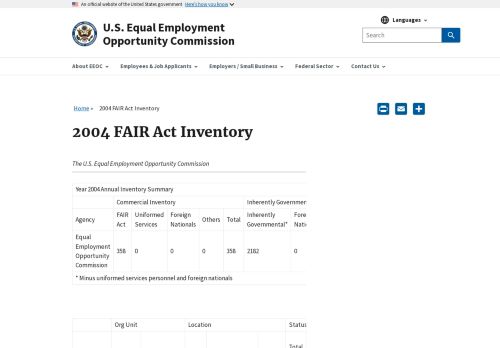 An official website of the United States government Here's how you know
U.S. Equal Employment
Opportunity Commission
Languages
Search
About EEOC
Employees & Job Applicants
Employers / Small Business
Federal Sector
Contact Us
Home » 2004 FAIR Act Inventory
2004 FAIR Act Inventory
The U.S. Equal Employment Opportunity Commission
Year 2004 Annual Inventory Summary
Commercial Inventory Inherently Governmen
Agency FAIR Act Uniformed Services Foreign Nationals Others Total Inherently Governmental* Fore Natio
Equal Employment Opportunity Commission 358 0 0 0 358 2182 0
* Minus uniformed services personnel and foreign nationals
Org Unit Location Status
Total